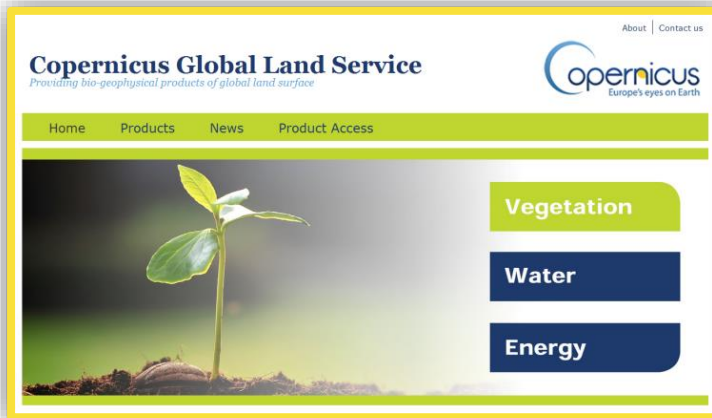 About | Contact us
Copernicus Global Land Service
Providing bio-geophysical products of global land surface
opernicus
Europe's eyes on Earth
Home Products News Product Access
Vegetation
Water
Energy